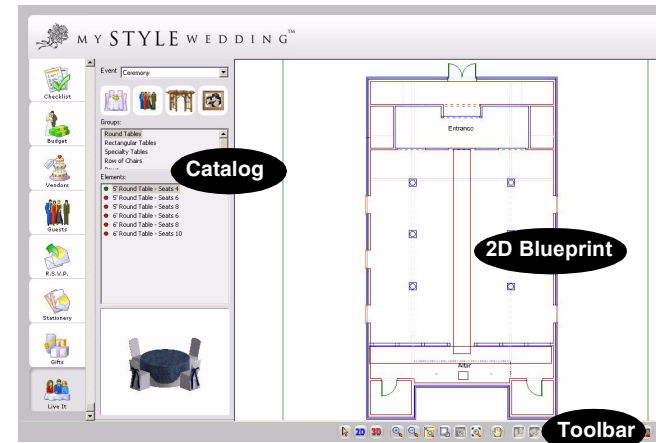 MY STYLE WEDDING™
Checklist
Budget
Vendors
Guests
R.S.V.P.
Stationery
Gifts
Live It
Event: Ceremony
Groups:
Round Tables
Rectangular Tables
Specialty Tables
Row of Chairs
Elements:
5' Round Table - Seats 4
5' Round Table - Seats 6
5' Round Table - Seats 8
6' Round Table - Seats 6
6' Round Table - Seats 8
6' Round Table - Seats 10
Catalog
Entrance
2D Blueprint
Altar
2D 3D
Toolbar